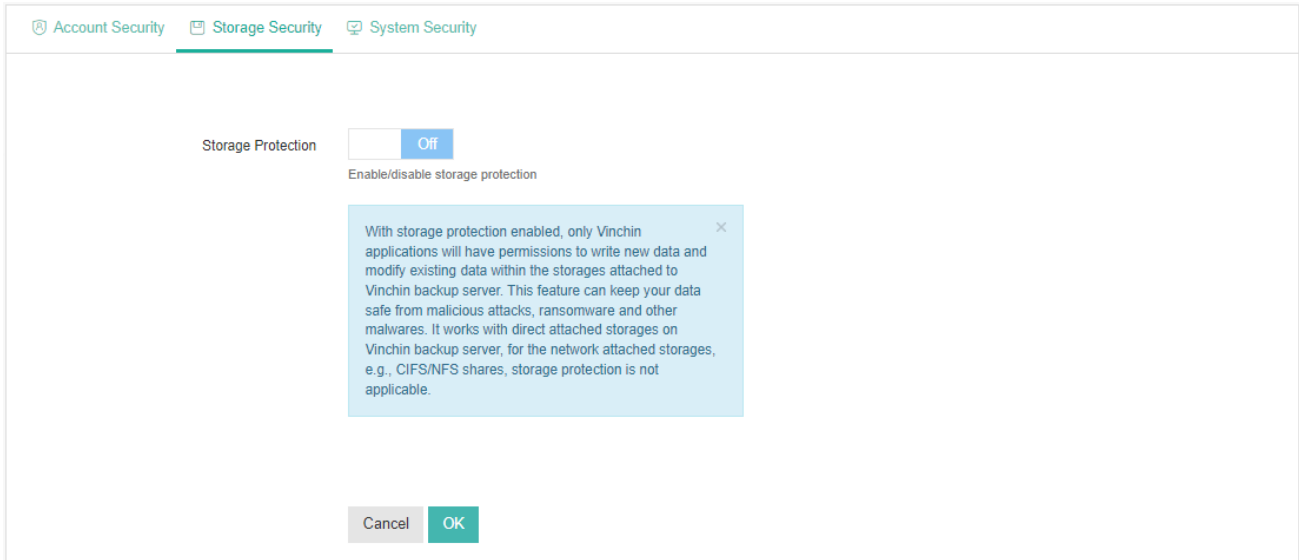 Account Security Storage Security System Security
Storage Protection Off
Enable/disable storage protection
With storage protection enabled, only Vinchin
applications will have permissions to write new data and
modify existing data within the storages attached to
Vinchin backup server. This feature can keep your data
safe from malicious attacks, ransomware and other
malwares. It works with direct attached storages on
Vinchin backup server, for the network attached storages,
e.g., CIFS/NFS shares, storage protection is not
applicable.
Cancel OK